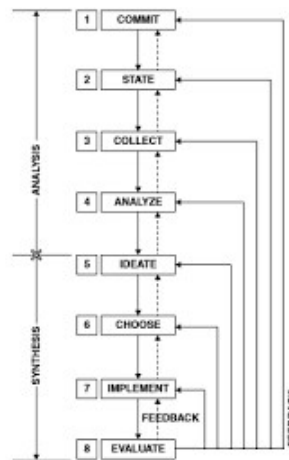 1 COMMIT
2 STATE
3 COLLECT
4 ANALYZE
5 IDEATE
6 CHOOSE
7 IMPLEMENT
FEEDBACK
8 EVALUATE
ANALYSIS
SYNTHESIS
FEEDBACK